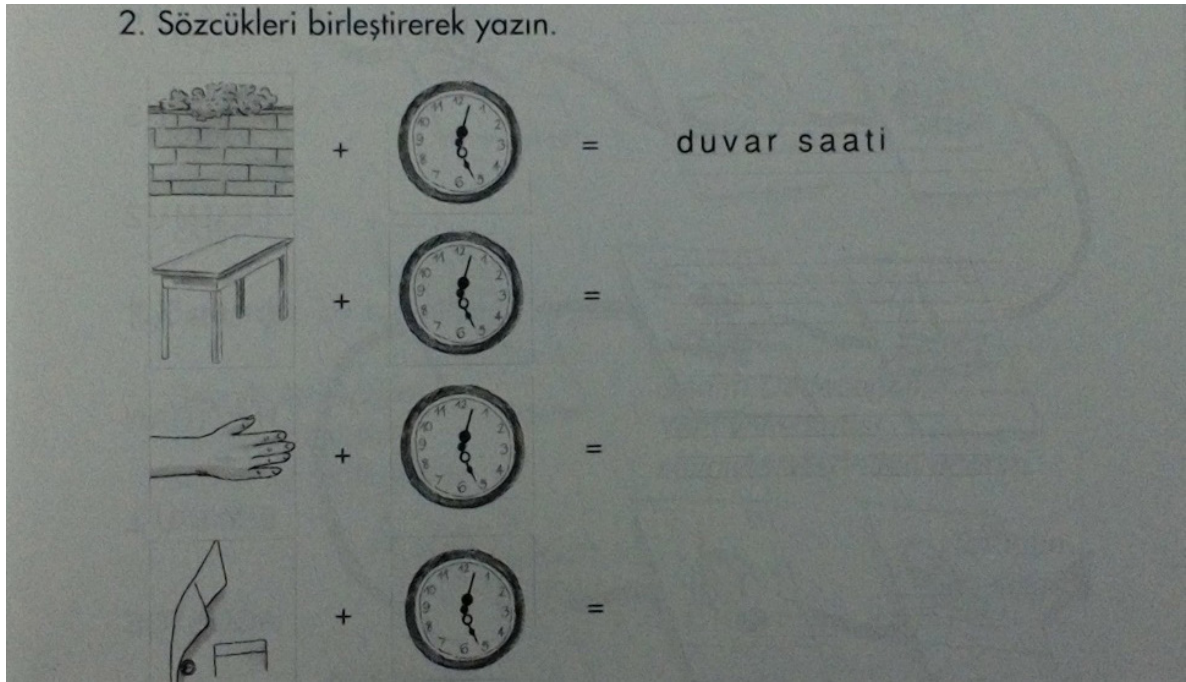 2. Sözcükleri birleştirerek yazın.
+ = duvar saati
+ =
+ =
+ =